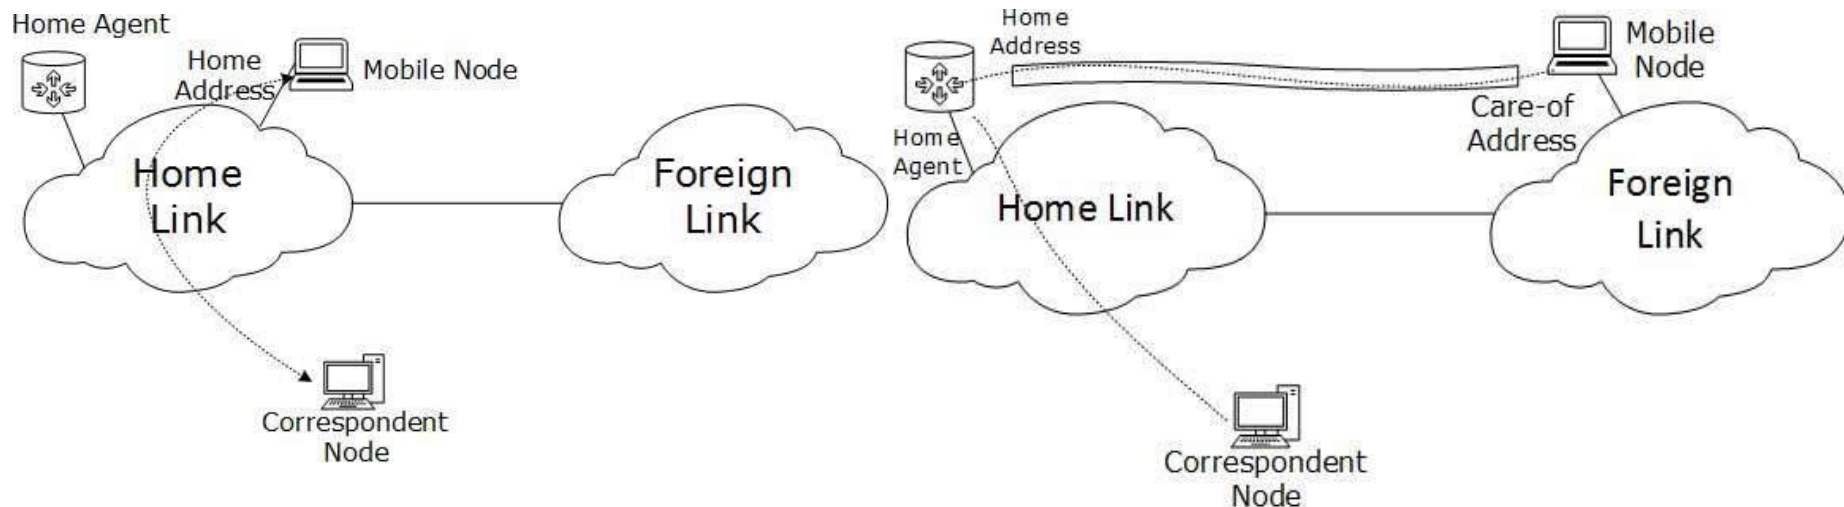 Home Agent
Home
Address
Mobile Node
Home
Link
Foreign
Link
Correspondent
Node
Home
Address
Mobile
Node
Care-of
Address
Home
Agent
Home Link
Foreign
Link
Correspondent
Node